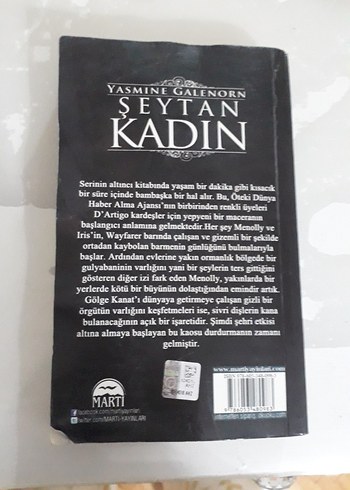 YASMINE GALENORN
ŞEYTAN
KADIN
Serinin altıncı kitabında yaşam bir dakika gibi kısacık
bir süre içinde bambaşka bir hal alır. Bu, Öteki Dünya
Haber Alma Ajansı'nın birbirinden renkli üyeleri
D'Artigo kardeşler için yepyeni bir maceranın
başlangıcı anlamına gelmektedir.Her şey Menolly ve
Iris'in, Wayfarer barında çalışan ve gizemli bir şekilde
ortadan kaybolan barmenin günlüğünü bulmalarıyla
başlar. Ardından evlerine yakın ormanlık bölgede bir
gulyabaninin varlığını yani bir şeylerin ters gittiğini
gösteren diğer izi fark eden Menolly, yakınlarda bir
yerlerde kötü bir büyünün dolaştığından emindir artık.
Gölge Kanat'ı dünyaya getirmeye çalışan gizli bir
örgütün varlığını keşfetmeleri ise, sivri dişlerin kana
bulanacağının açık bir işaretidir. Şimdi şehri etkisi
altına almaya başlayan bu kaosu durdurmanın zamanı
gelmiştir.
www.martiyayinlari.com
MARTI
facebook.com/martiyayinlari
twitter.com/MARTIYAYINLARI